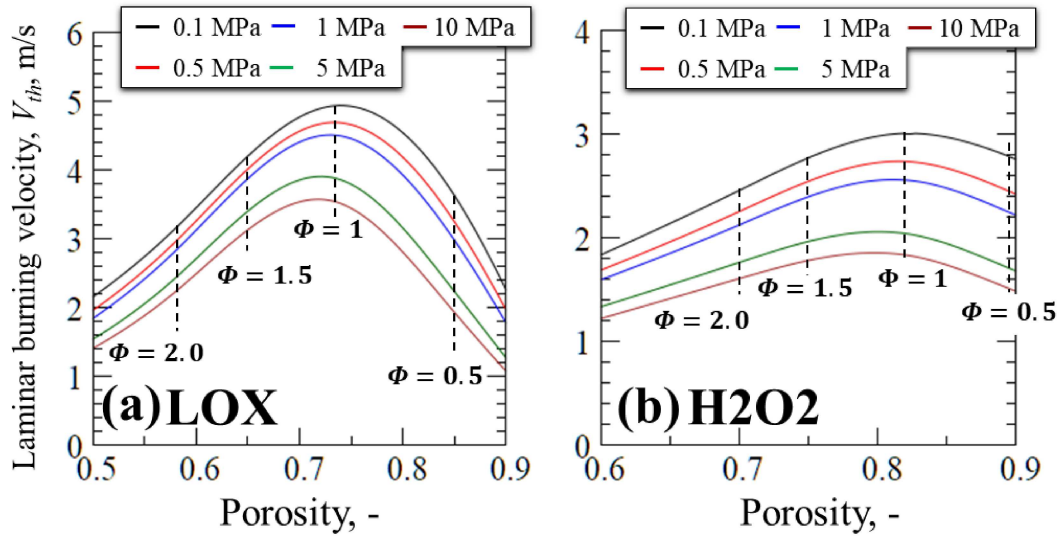 0.1 MPa 1 MPa 10 MPa
0.5 MPa 5 MPa
Laminar burning velocity, V_th, m/s
6
5
4
3
2
1
0
Φ = 1
Φ = 1.5
Φ = 2.0
Φ = 0.5
(a) LOX
0.5 0.6 0.7 0.8 0.9
Porosity, -
0.1 MPa 1 MPa 10 MPa
0.5 MPa 5 MPa
4
3
2
1
0
Φ = 1
Φ = 1.5
Φ = 2.0
Φ = 0.5
(b) H2O2
0.6 0.7 0.8 0.9
Porosity, -